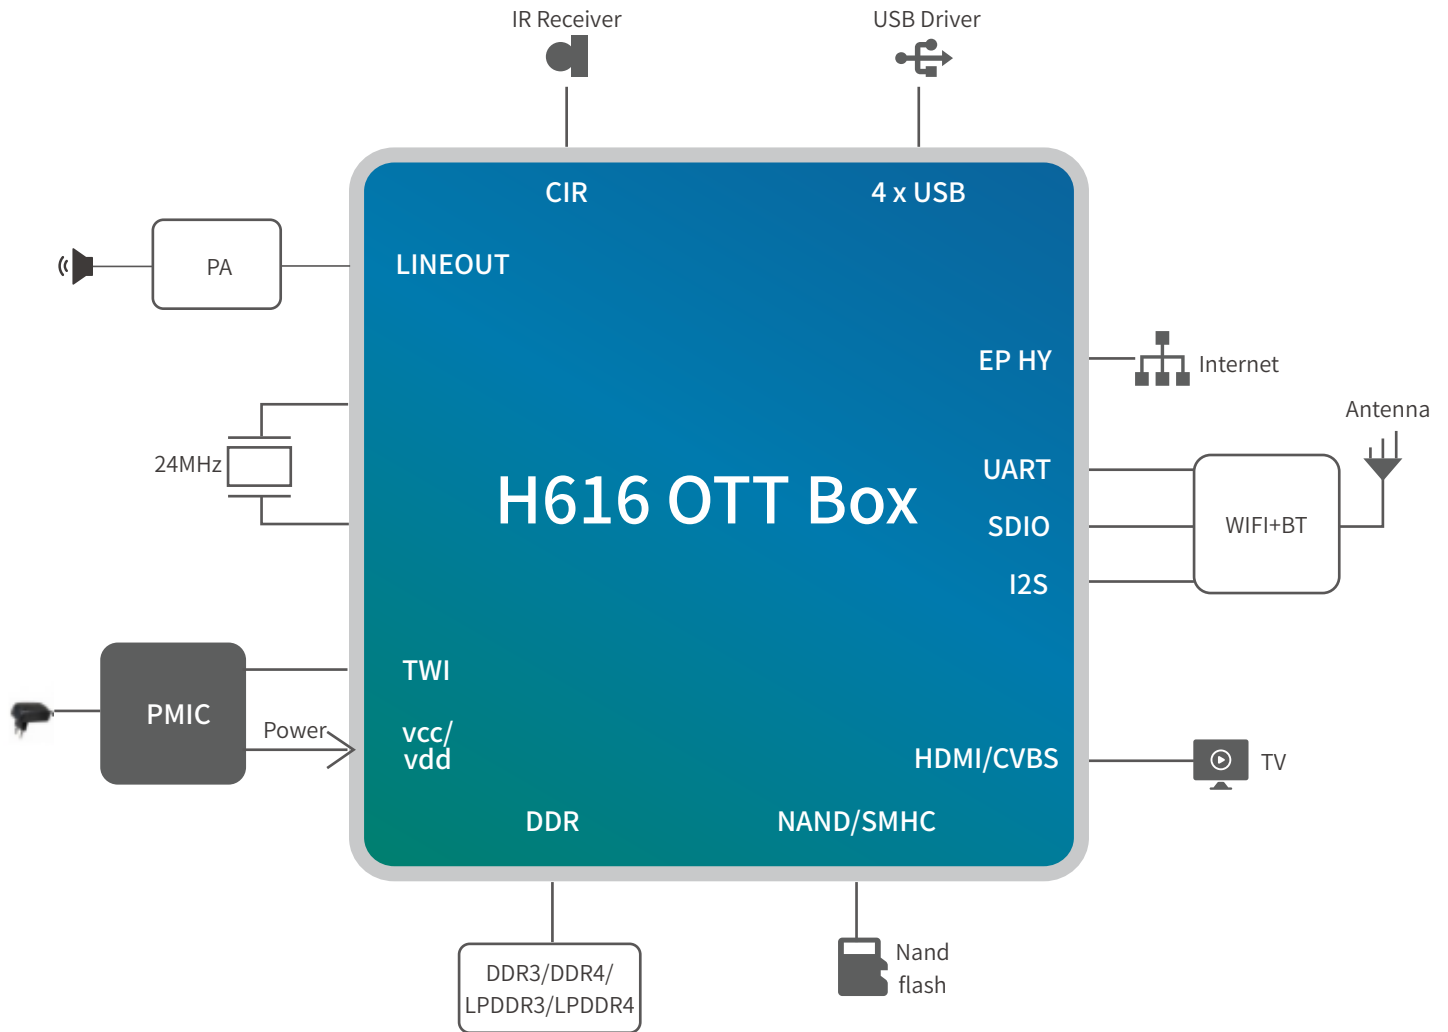 IR Receiver
USB Driver
CIR
4 x USB
PA
LINEOUT
EP HY
Internet
Antenna
24MHz
H616 OTT Box
UART
SDIO
I2S
WIFI+BT
PMIC
TWI
Power
vcc/
vdd
HDMI/CVBS
TV
DDR
NAND/SMHC
DDR3/DDR4/
LPDDR3/LPDDR4
Nand
flash